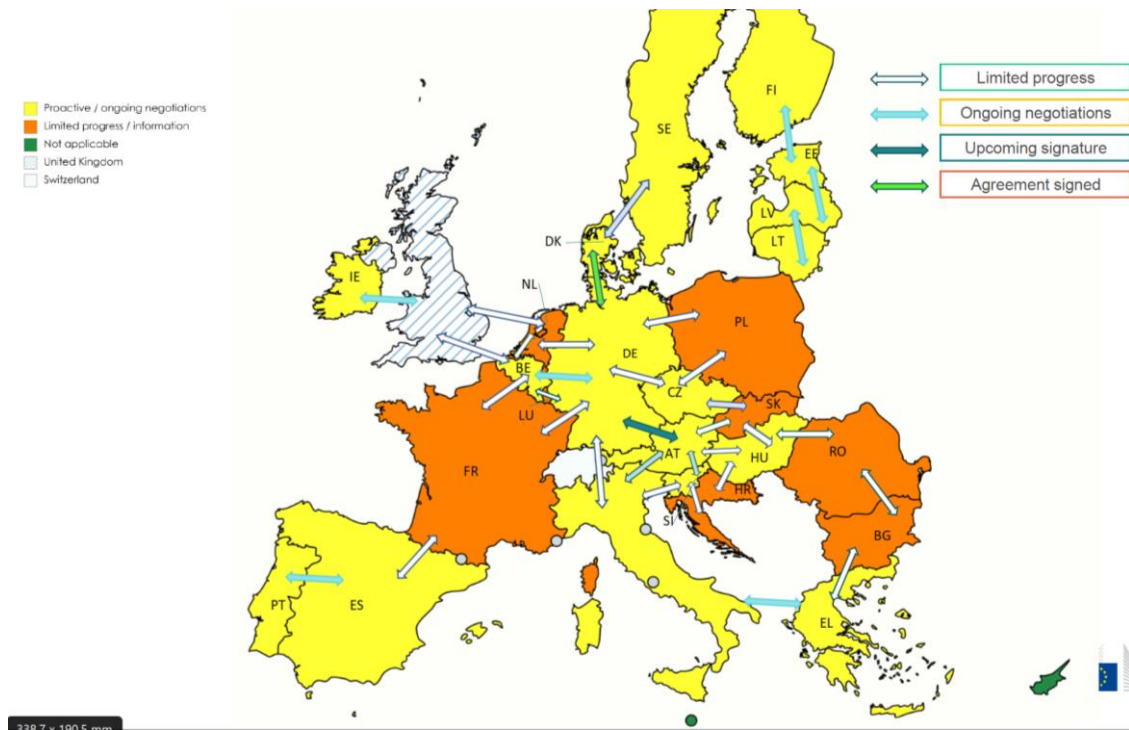 Proactive / ongoing negotiations
Limited progress / information
Not applicable
United Kingdom
Switzerland
Limited progress
Ongoing negotiations
Upcoming signature
Agreement signed
FI
SE
EE
LV
LT
DK
IE
NL
PL
DE
BE
CZ
LU
SK
AT
HU
RO
FR
HR
SI
BG
PT
ES
EL
338.7 x 190.5 mm